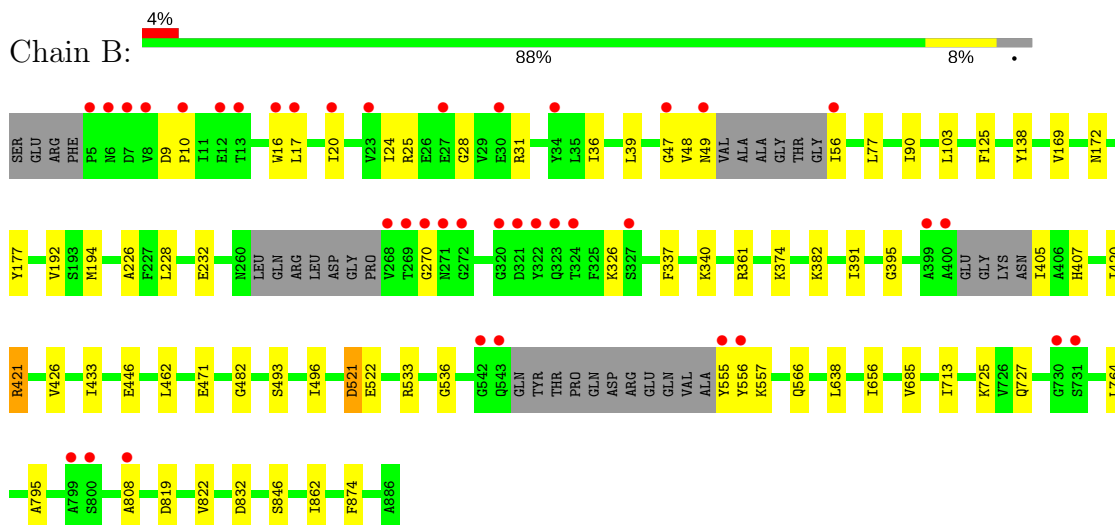 4%
Chain B:
88% 8% •
SER GLU ARG PHE P5 N6 D7 V8 D9 P10 I11 E12 T13 W16 L17 I20 V23 I24 R25 E26 E27 G28 V29 E30 R31 Y34 L35 I36 L39 G47 V48 N49 VAL ALA ALA GLY THR GLY I56 L77 I90 L103 F125 Y138 V169 N172
Y177 V192 S193 M194 A226 F227 L228 E232 N260 LEU GLN ARG LEU ASP GLY PRO V268 T269 G270 N271 G272 G320 D321 Y322 Q323 T324 F325 K326 S327 F337 K340 R361 K374 K382 I391 G395 A399 A400 GLU GLY LYS ASN I405 A406 H407 I420
R421 V426 I433 E446 L462 E471 G482 S493 I496 D521 E522 R533 G536 G542 Q543 GLN TYR THR PRO GLN ASP ARG GLU GLN VAL ALA Y555 Y556 K557 Q566 L638 I656 V685 I713 K725 V726 Q727 G730 S731 L764
A795 A799 S800 A808 D819 V822 D832 S846 I862 F874 A886